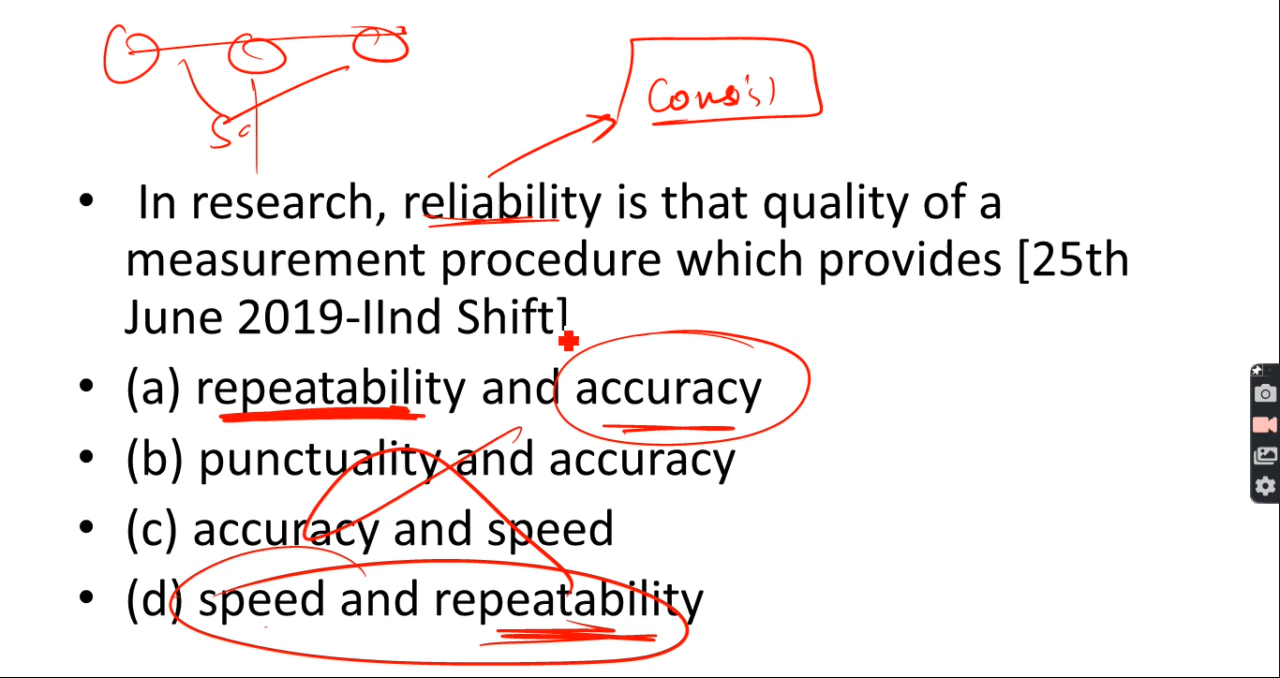 • In research, reliability is that quality of a
measurement procedure which provides [25th
June 2019-IInd Shift]
• (a) repeatability and accuracy
• (b) punctuality and accuracy
• (c) accuracy and speed
• (d) speed and repeatability